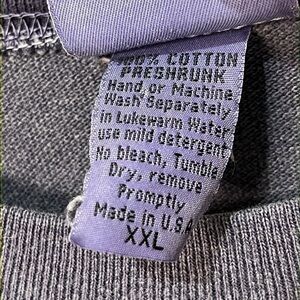 100% COTTON
PRESHRUNK
Hand or Machine
Wash Separately
in Lukewarm Water
use mild detergent
No bleach, Tumble
Dry, remove
Promptly
Made in U.S.A
XXL